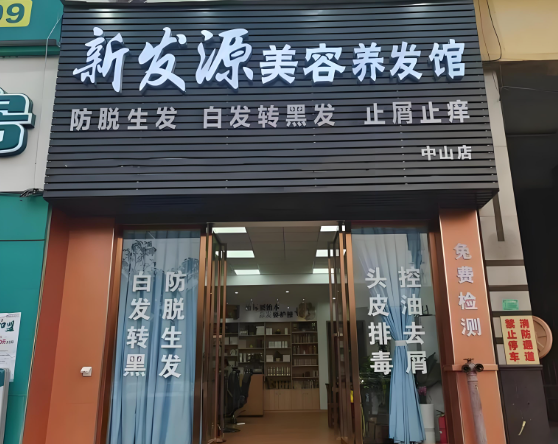 99
新发源美容养发馆
防脱生发 白发转黑发 止屑止痒
中山店
防脱生发
白发转黑
控油去屑
头皮排毒
免费检测
消防通道
禁止停车